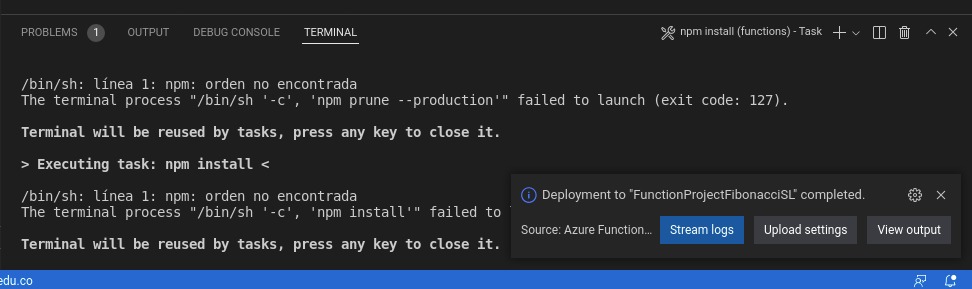 PROBLEMS 1 OUTPUT DEBUG CONSOLE TERMINAL npm install (functions) - Task
/bin/sh: línea 1: npm: orden no encontrada
The terminal process "/bin/sh '-c', 'npm prune --production'" failed to launch (exit code: 127).
Terminal will be reused by tasks, press any key to close it.
> Executing task: npm install <
/bin/sh: línea 1: npm: orden no encontrada
The terminal process "/bin/sh '-c', 'npm install'" failed to
Terminal will be reused by tasks, press any key to close it.
Deployment to "FunctionProjectFibonacciSL" completed.
Source: Azure Function... Stream logs Upload settings View output
edu.co